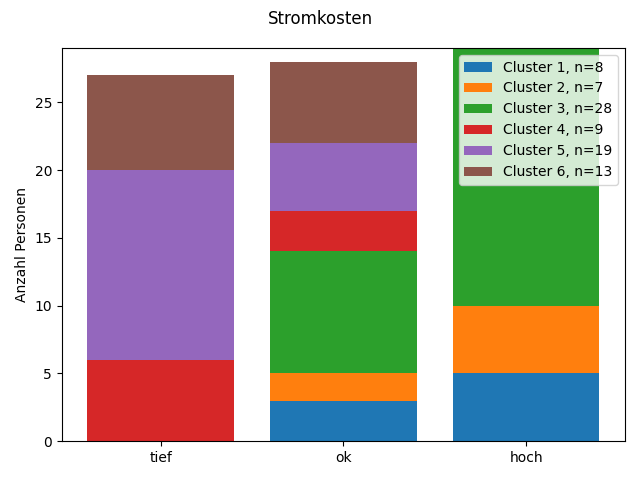 Stromkosten
Anzahl Personen
25
20
15
10
5
0
Cluster 1, n=8
Cluster 2, n=7
Cluster 3, n=28
Cluster 4, n=9
Cluster 5, n=19
Cluster 6, n=13
tief
ok
hoch